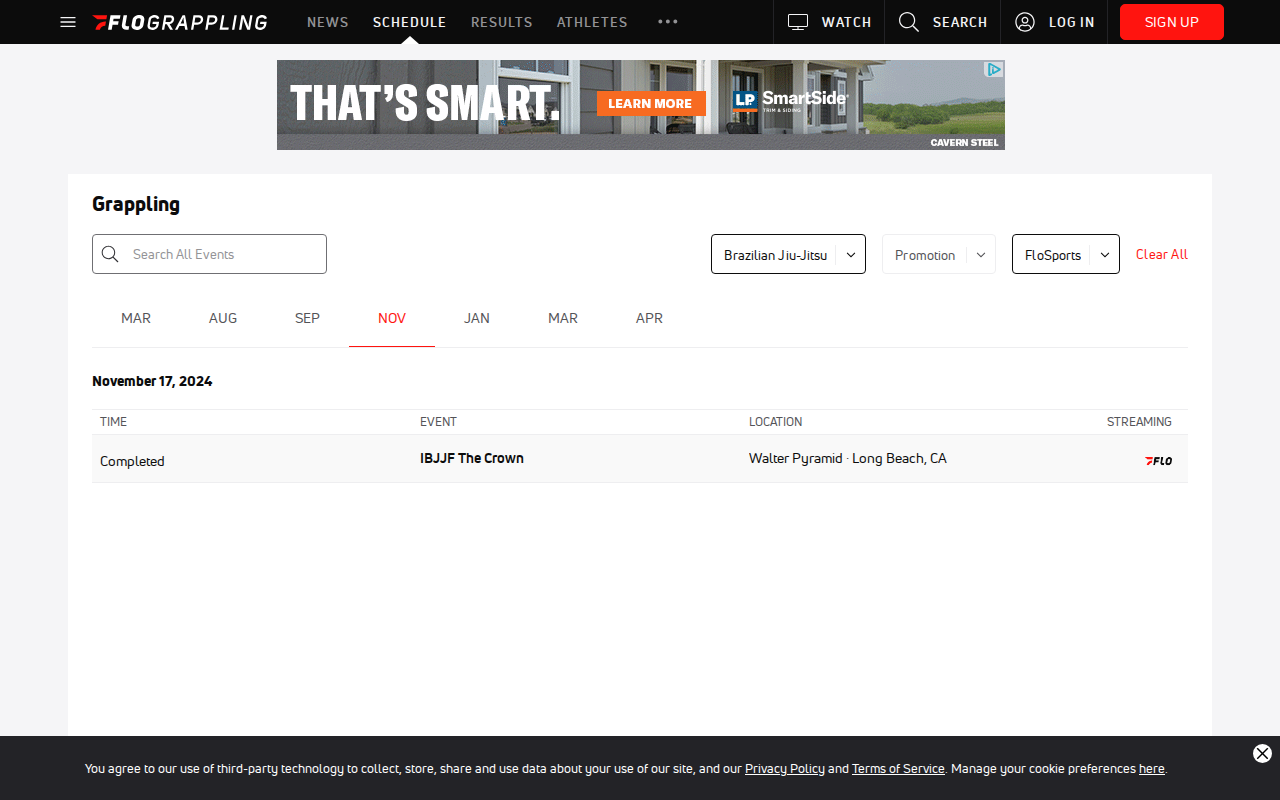 FLOGRAPPLING NEWS SCHEDULE RESULTS ATHLETES ••• WATCH SEARCH LOG IN SIGN UP
THAT'S SMART. LEARN MORE LP SmartSide
TRIM & SIDING
CAVERN STEEL
Grappling
Search All Events Brazilian Jiu-Jitsu Promotion FloSports Clear All
MAR AUG SEP NOV JAN MAR APR
November 17, 2024
TIME EVENT LOCATION STREAMING
Completed IBJJF The Crown Walter Pyramid · Long Beach, CA FLO
You agree to our use of third-party technology to collect, store, share and use data about your use of our site, and our Privacy Policy and Terms of Service. Manage your cookie preferences here.